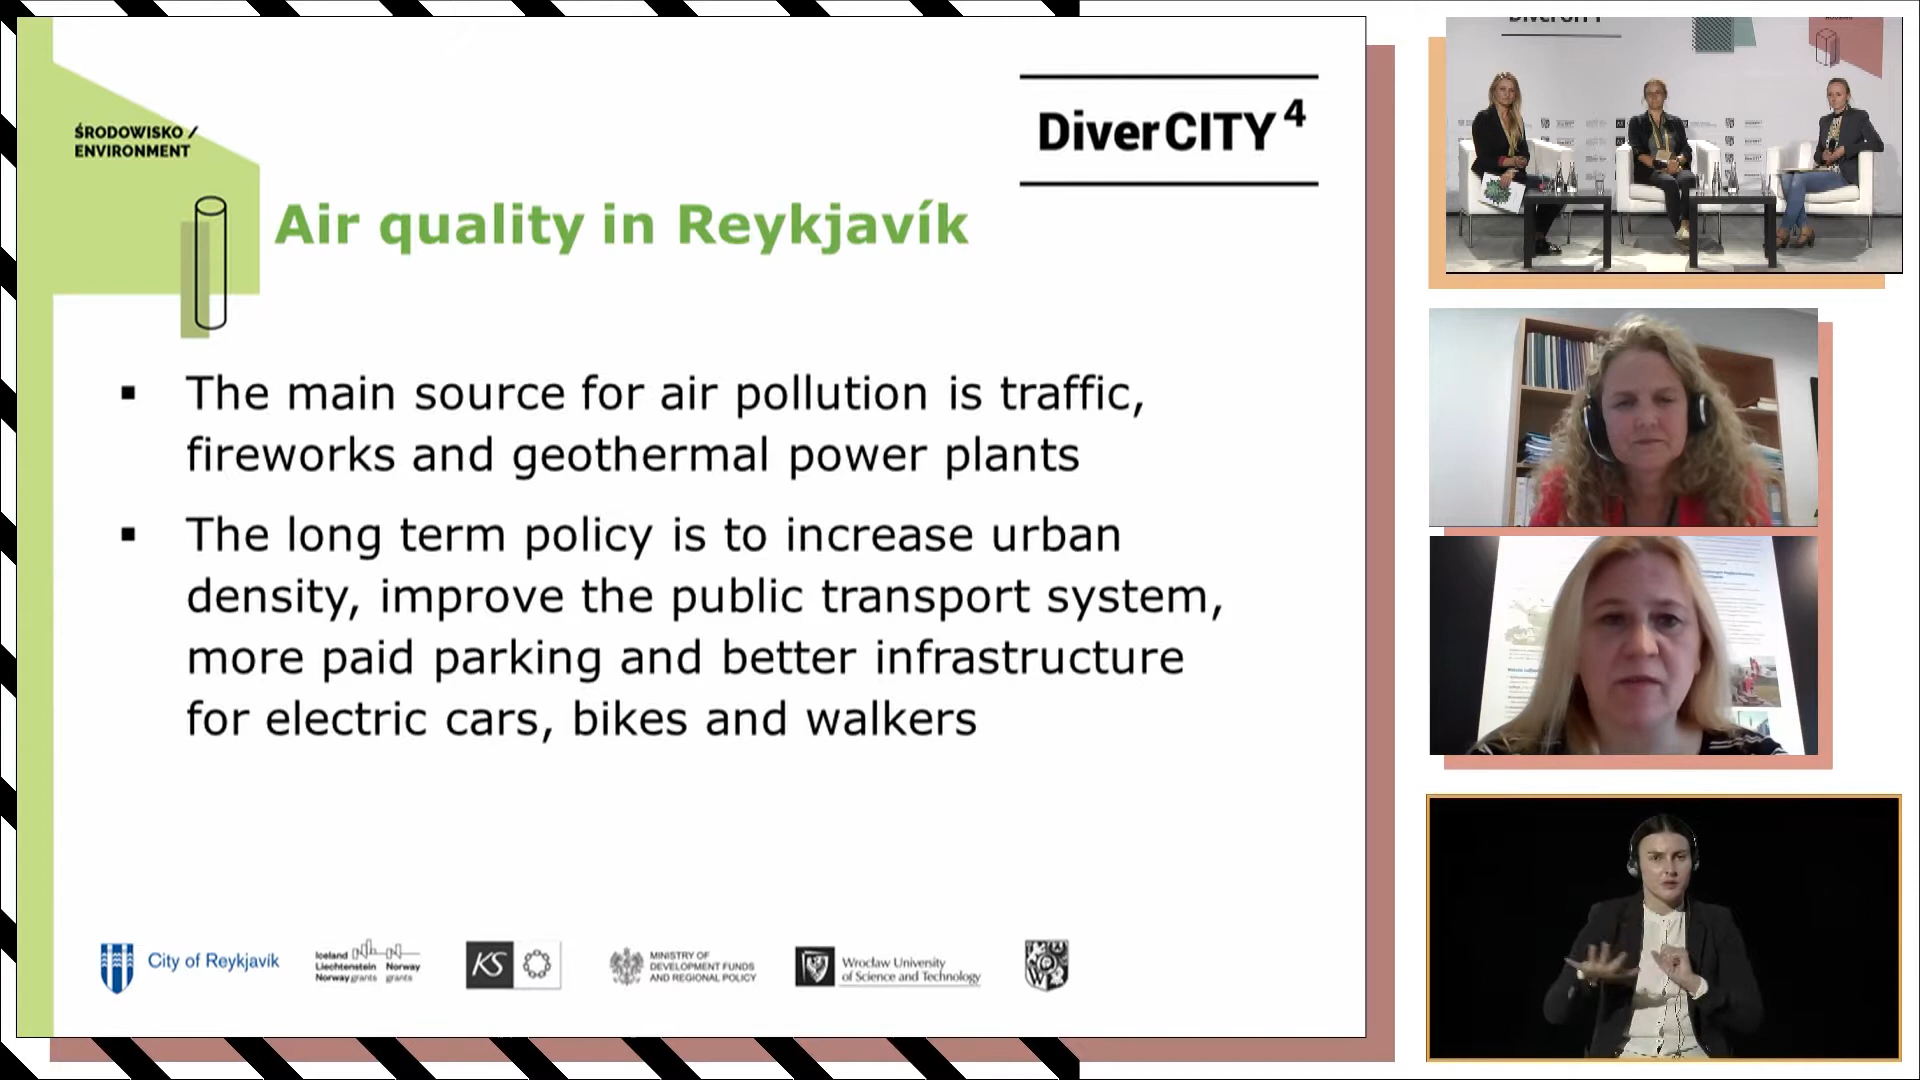 ŚRODOWISKO /
ENVIRONMENT
DiverCITY⁴
Air quality in Reykjavík
▪ The main source for air pollution is traffic,
fireworks and geothermal power plants
▪ The long term policy is to increase urban
density, improve the public transport system,
more paid parking and better infrastructure
for electric cars, bikes and walkers
City of Reykjavík
Iceland
Liechtenstein
Norway grants
Norway
grants
KS
MINISTRY OF
DEVELOPMENT FUNDS
AND REGIONAL POLICY
Wrocław University
of Science and Technology